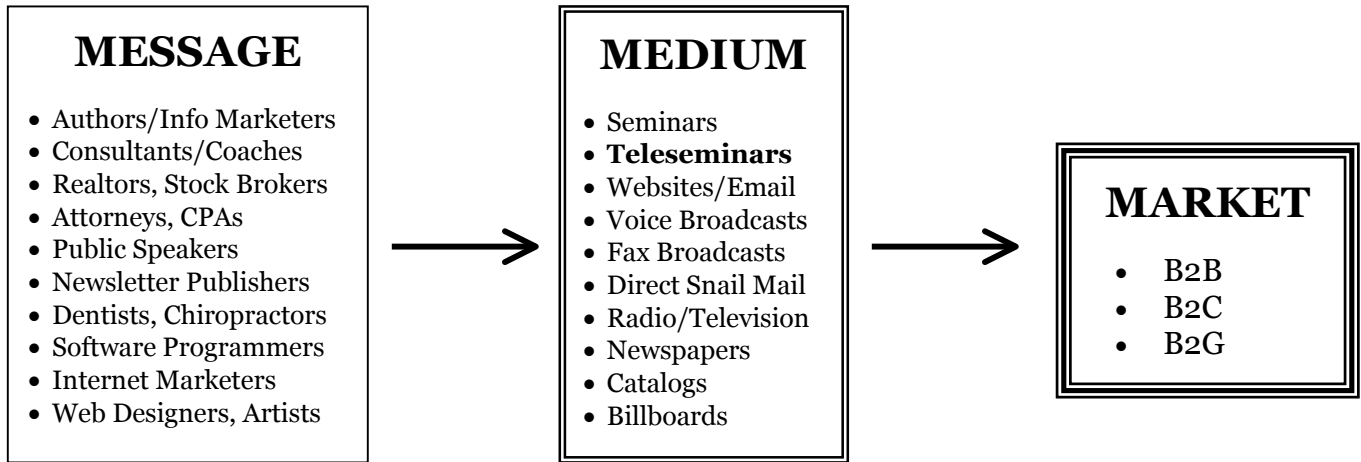 MESSAGE
• Authors/Info Marketers
• Consultants/Coaches
• Realtors, Stock Brokers
• Attorneys, CPAs
• Public Speakers
• Newsletter Publishers
• Dentists, Chiropractors
• Software Programmers
• Internet Marketers
• Web Designers, Artists
MEDIUM
• Seminars
• Teleseminars
• Websites/Email
• Voice Broadcasts
• Fax Broadcasts
• Direct Snail Mail
• Radio/Television
• Newspapers
• Catalogs
• Billboards
MARKET
• B2B
• B2C
• B2G